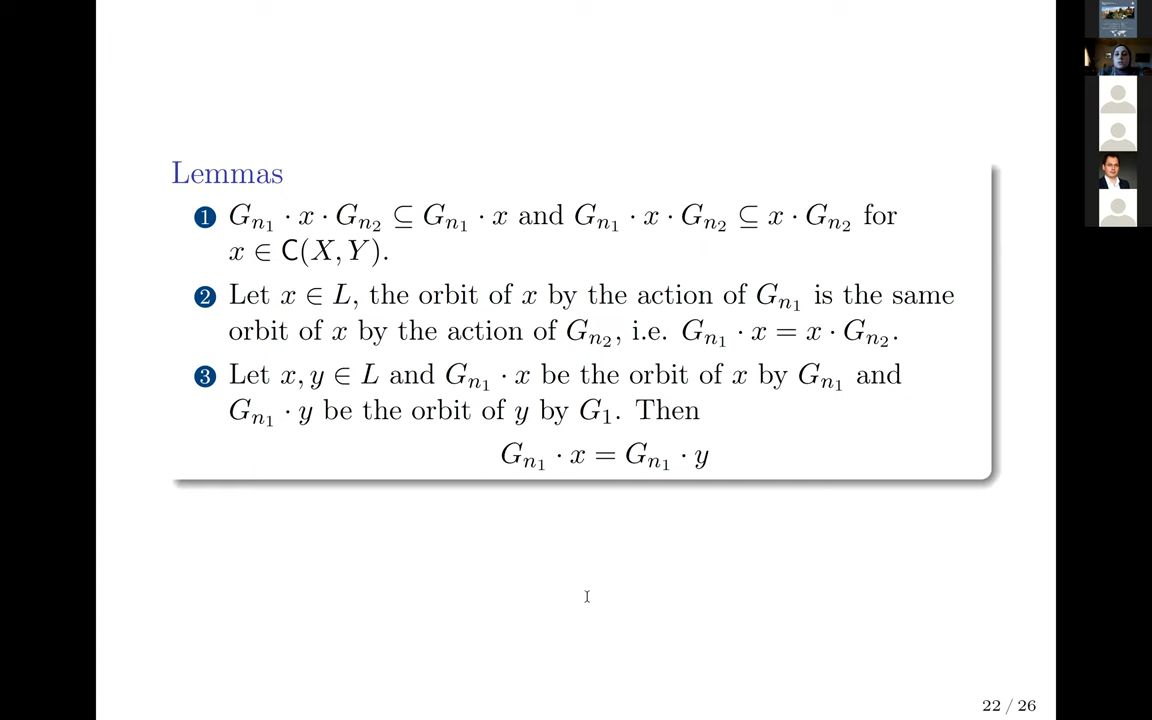 Lemmas
1 G_{n_1} · x · G_{n_2} ⊆ G_{n_1} · x and G_{n_1} · x · G_{n_2} ⊆ x · G_{n_2} for
x ∈ C(X, Y).
2 Let x ∈ L, the orbit of x by the action of G_{n_1} is the same
orbit of x by the action of G_{n_2}, i.e. G_{n_1} · x = x · G_{n_2}.
3 Let x, y ∈ L and G_{n_1} · x be the orbit of x by G_{n_1} and
G_{n_1} · y be the orbit of y by G_1. Then
G_{n_1} · x = G_{n_1} · y
22 / 26